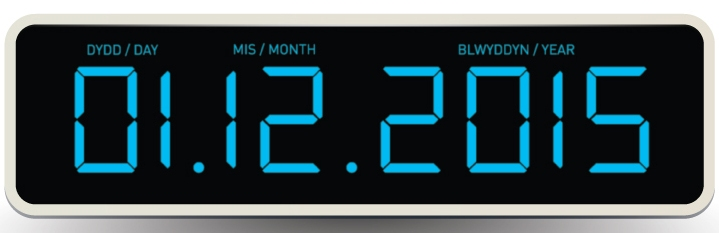 DYDD / DAY MIS / MONTH BLWYDDYN / YEAR
01.12.2015